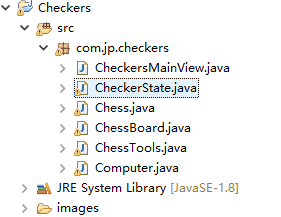 Checkers
src
com.jp.checkers
CheckersMainView.java
CheckerState.java
Chess.java
ChessBoard.java
ChessTools.java
Computer.java
JRE System Library [JavaSE-1.8]
images